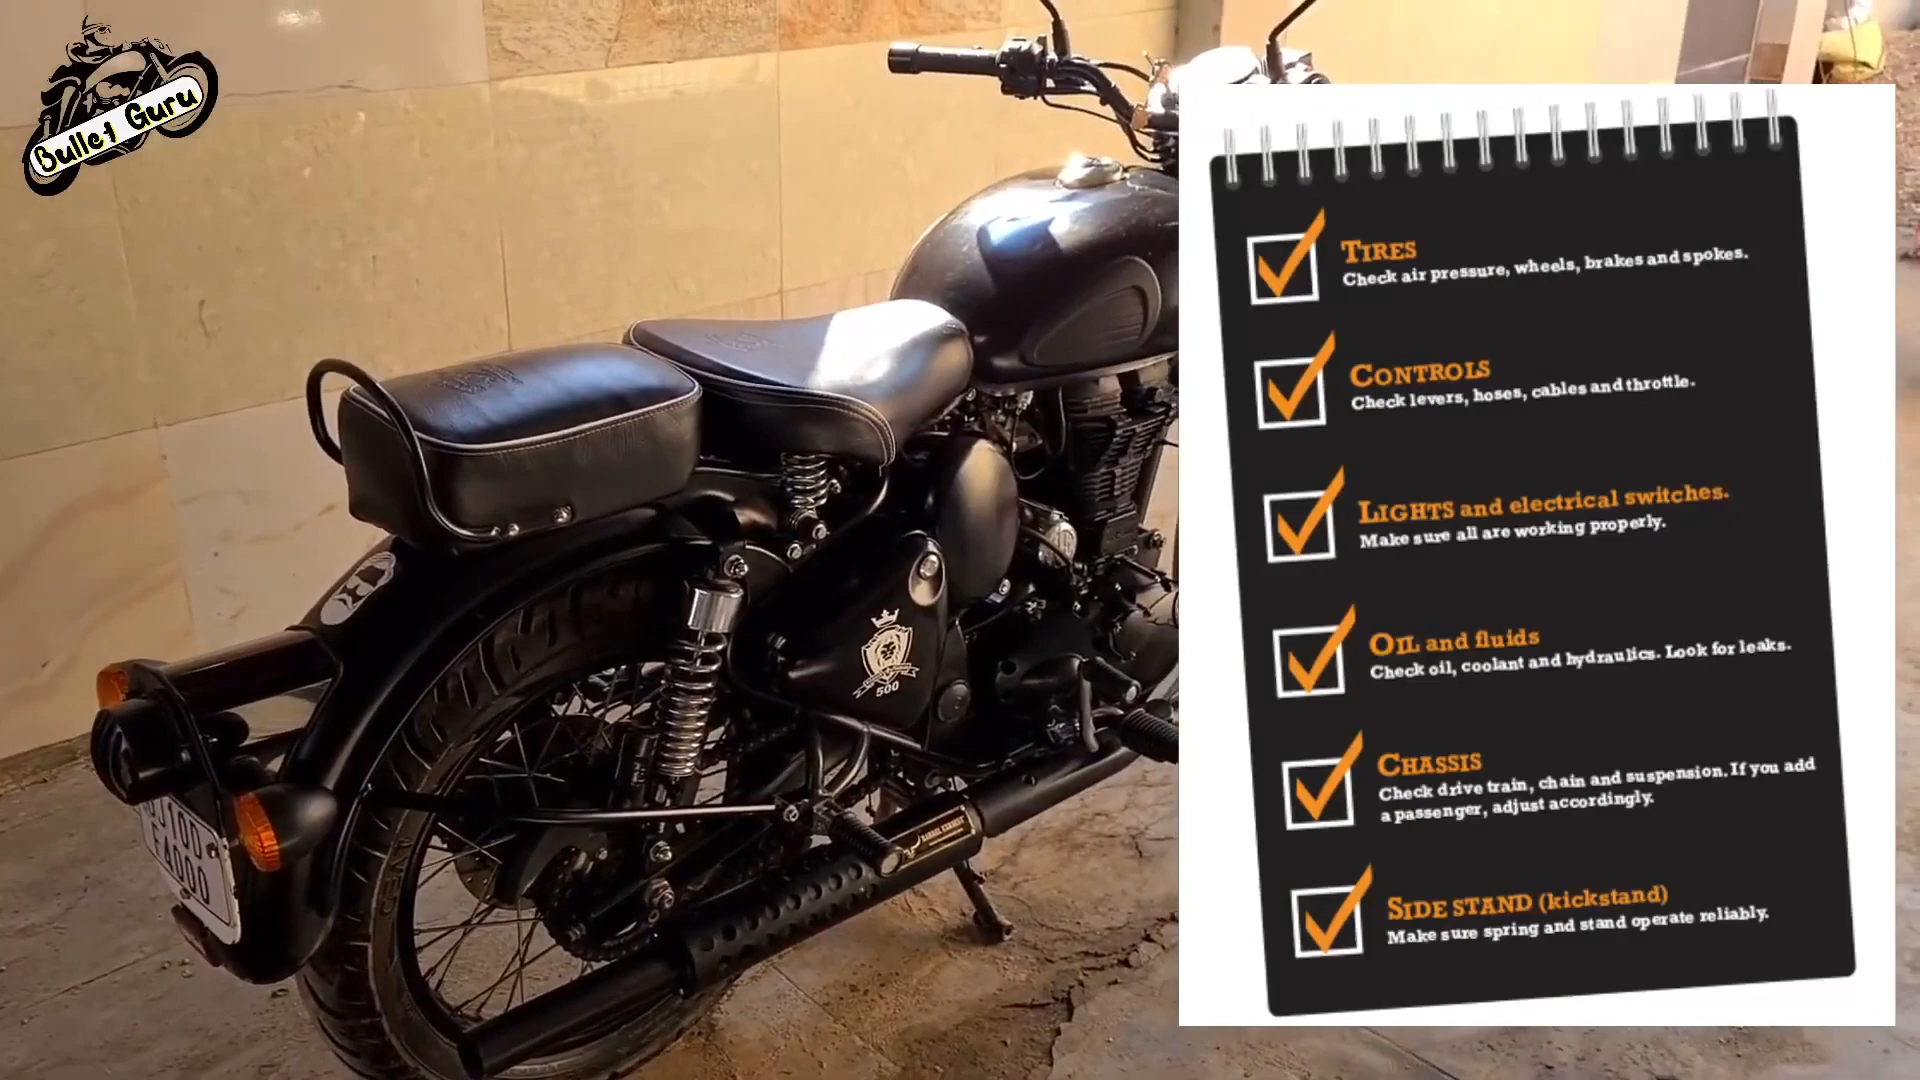 Bullet Guru
TIRES
Check air pressure, wheels, brakes and spokes.
CONTROLS
Check levers, hoses, cables and throttle.
LIGHTS and electrical switches.
Make sure all are working properly.
OIL and fluids
Check oil, coolant and hydraulics. Look for leaks.
CHASSIS
Check drive train, chain and suspension. If you add
a passenger, adjust accordingly.
SIDE STAND (kickstand)
Make sure spring and stand operate reliably.
500
BARREL EXHAUST